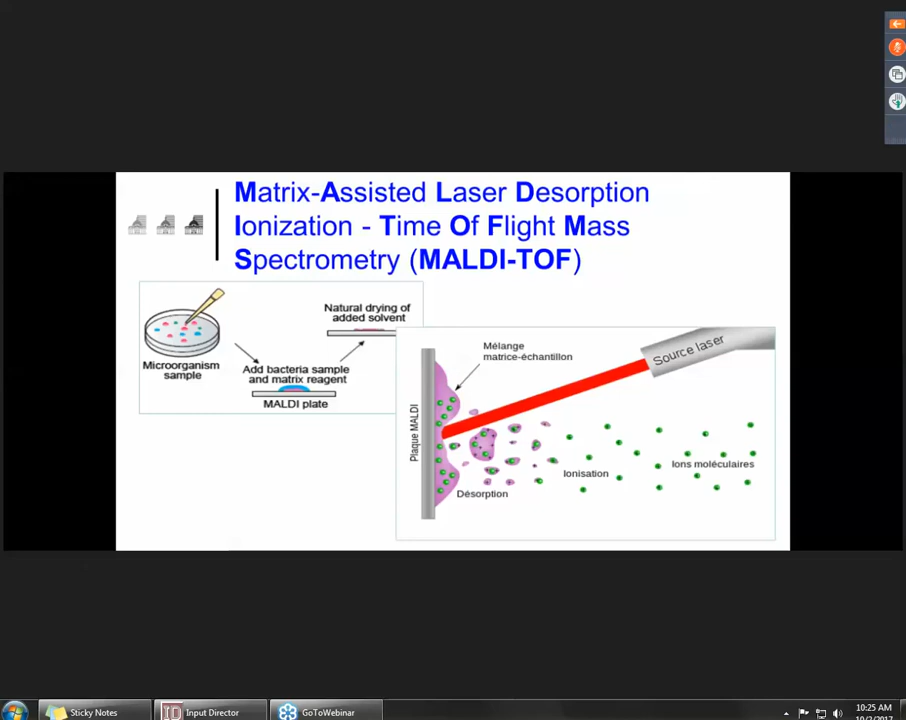 Matrix-Assisted Laser Desorption
Ionization - Time Of Flight Mass
Spectrometry (MALDI-TOF)
Microorganism
sample
Add bacteria sample
and matrix reagent
MALDI plate
Natural drying of
added solvent
Plaque MALDI
Mélange
matrice-échantillon
Source laser
Désorption
Ionisation
Ions moléculaires
Sticky Notes
ID
Input Director
GoToWebinar
10:25 AM